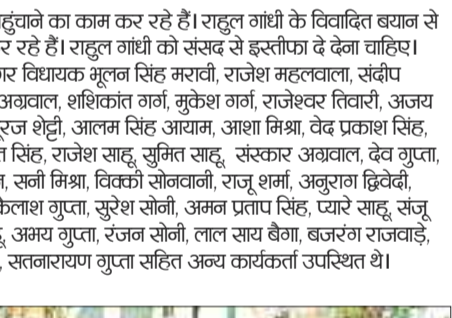 हुंचाने का काम कर रहे हैं। राहुल गांधी के विवादित बयान से
र रहे हैं। राहुल गांधी को संसद से इस्तीफा दे देना चाहिए।
गर विधायक भूलन सिंह मरावी, राजेश महलवाला, संदीप
अग्रवाल, शशिकांत गर्ग, मुकेश गर्ग, राजेश्वर तिवारी, अजय
रज शेट्टी, आलम सिंह आयाम, आशा मिश्रा, वेद प्रकाश सिंह,
सिंह, राजेश साहू, सुमित साहू, संस्कार अग्रवाल, देव गुप्ता,
, सनी मिश्रा, विक्की सोनवानी, राजू शर्मा, अनुराग द्विवेदी,
कैलाश गुप्ता, सुरेश सोनी, अमन प्रताप सिंह, प्यारे साहू, संजू
, अभय गुप्ता, रंजन सोनी, लाल साय बैगा, बजरंग राजवाड़े,
, सतनारायण गुप्ता सहित अन्य कार्यकर्ता उपस्थित थे।